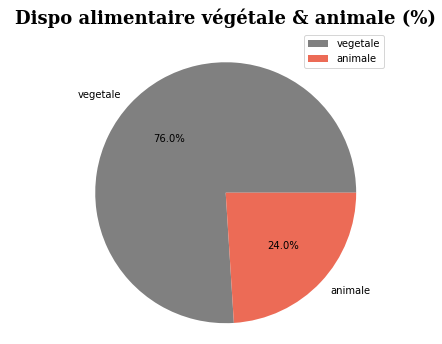 Dispo alimentaire végétale & animale (%)
vegetale
animale
vegetale
76.0%
24.0%
animale